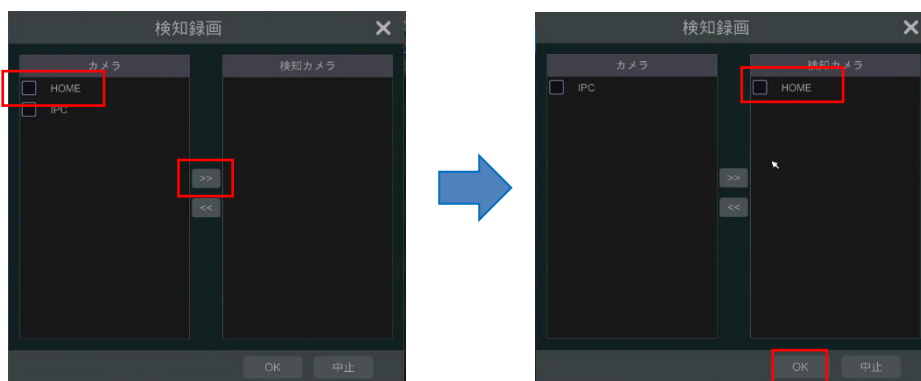 検知録画 ×
カメラ 検知カメラ
HOME
IPC
>>
<<
OK 中止
検知録画 ×
カメラ 検知カメラ
IPC HOME
>>
<<
OK 中止